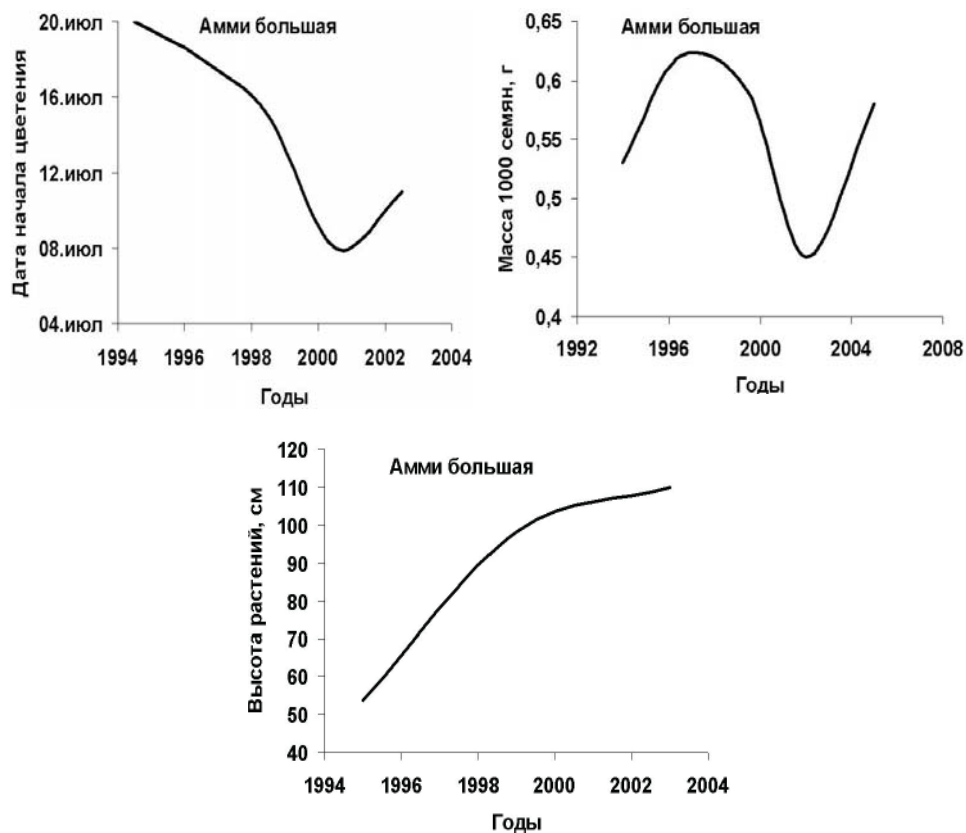 Амми большая
Дата начала цветения
20.июл
16.июл
12.июл
08.июл
04.июл
1994 1996 1998 2000 2002 2004
Годы
Амми большая
Масса 1000 семян, г
0,65
0,6
0,55
0,5
0,45
0,4
1992 1996 2000 2004 2008
Годы
Амми большая
Высота растений, см
120
110
100
90
80
70
60
50
40
1994 1996 1998 2000 2002 2004
Годы